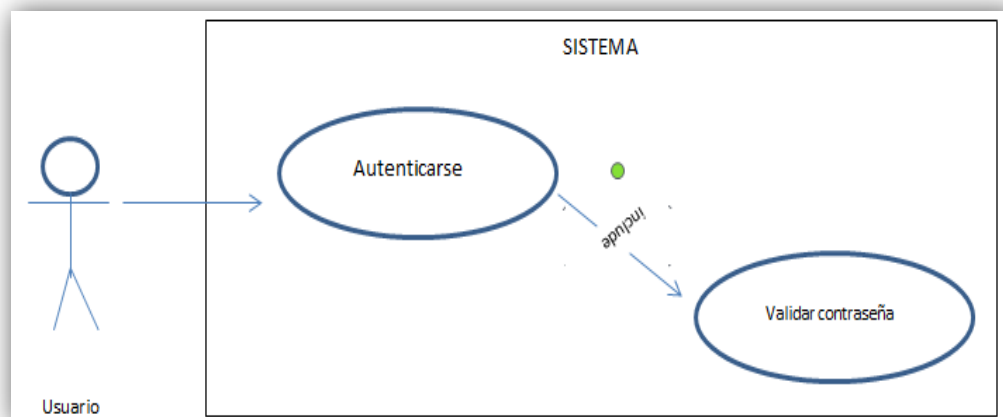 SISTEMA
Autenticarse
include
Validar contraseña
Usuario